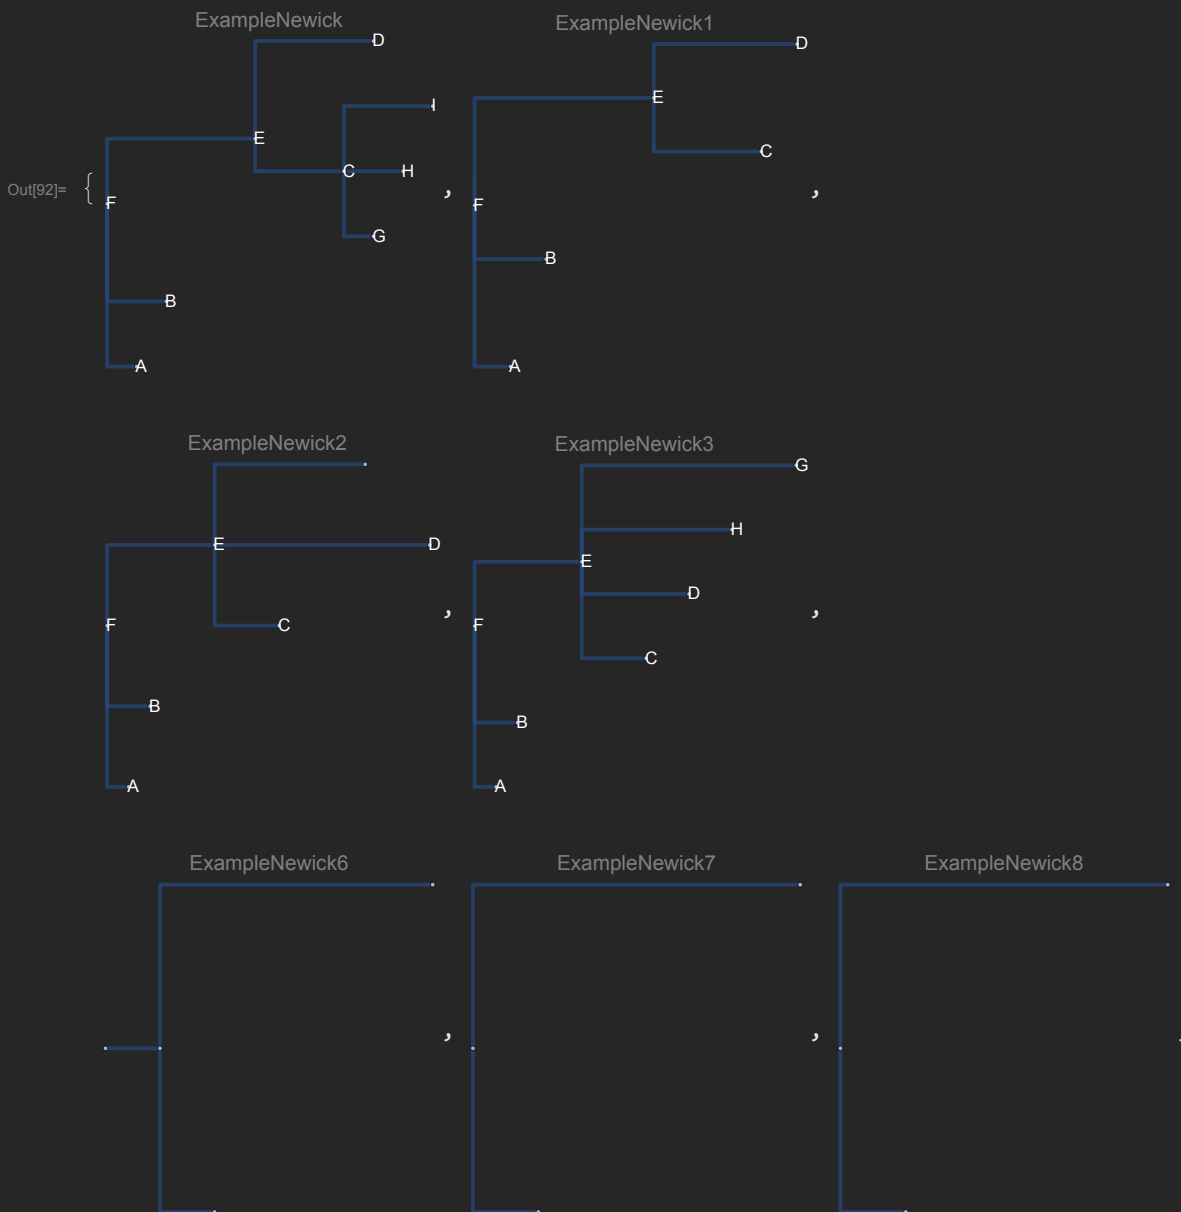 ExampleNewick
D
I
E
C
H
Out[92]= {
F
G
B
A
,
ExampleNewick1
D
E
C
F
B
A
,
ExampleNewick2
E
D
F
C
B
A
,
ExampleNewick3
G
H
E
D
F
C
B
A
,
ExampleNewick6
,
ExampleNewick7
,
ExampleNewick8